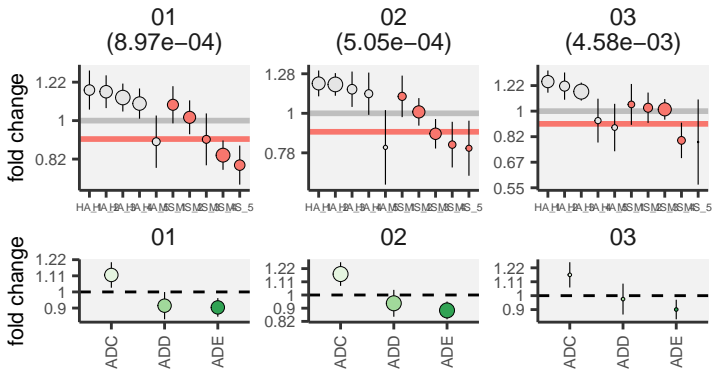 01
(8.97e−04)
02
(5.05e−04)
03
(4.58e−03)
fold change
1.22
1
0.82
1.28
1
0.78
1.22
1
0.82
0.67
0.55
01
02
03
fold change
1.22
1.11
1
0.9
1.22
1.11
1
0.9
0.82
1.22
1.11
1
0.9
ADC
ADD
ADE
ADC
ADD
ADE
ADC
ADD
ADE